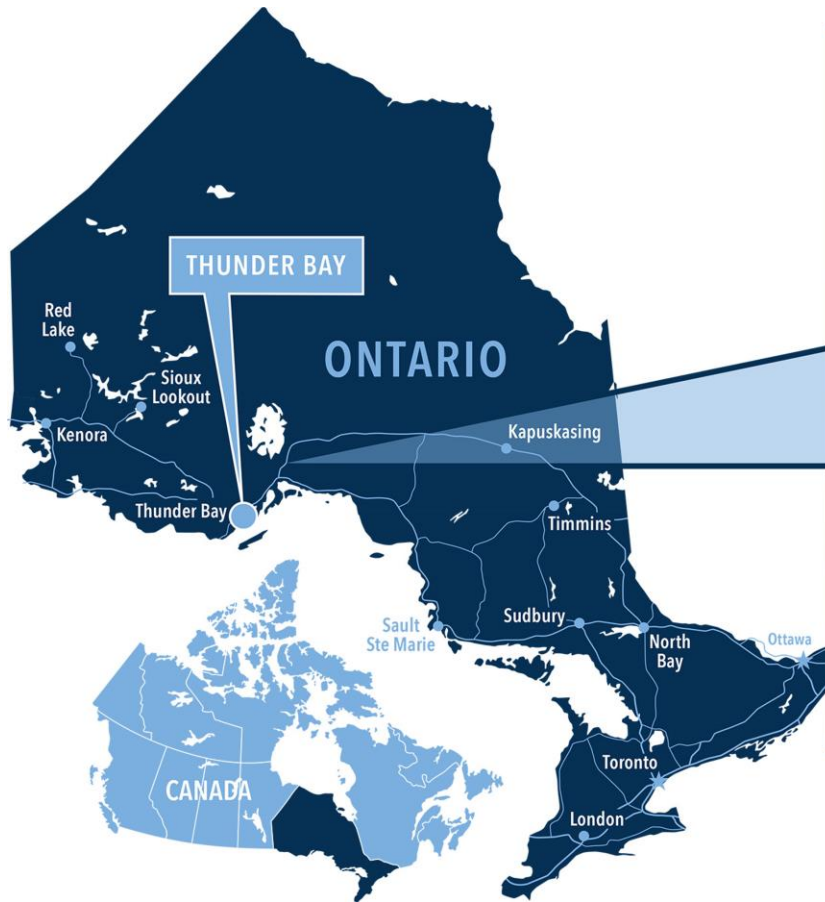 THUNDER BAY
Red
Lake
ONTARIO
Sioux
Lookout
Kenora
Kapuskasing
Thunder Bay
Timmins
Sault
Ste Marie
Sudbury
North
Bay
Ottawa
Toronto
CANADA
London